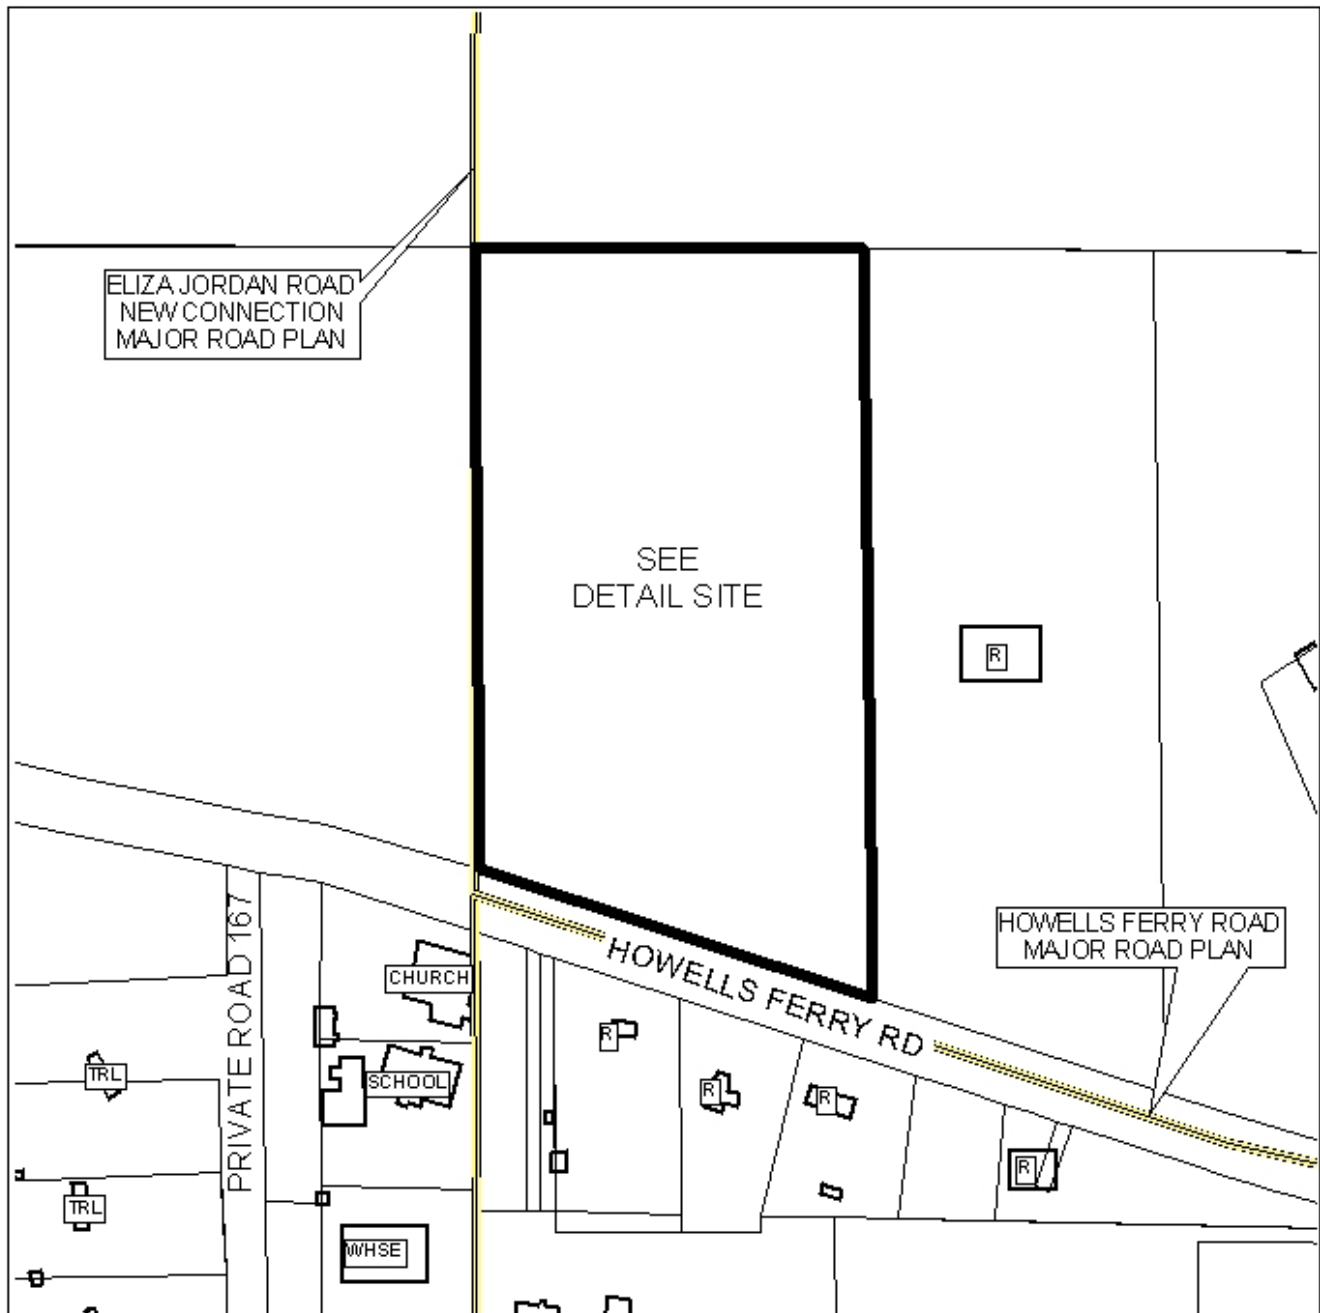 ELIZA JORDAN ROAD
NEW CONNECTION
MAJOR ROAD PLAN
SEE
DETAIL SITE
R
HOWELLS FERRY ROAD
MAJOR ROAD PLAN
HOWELLS FERRY RD
PRIVATE ROAD 167
CHURCH
R
TRL
SCHOOL
R
R
R
TRL
WHSE